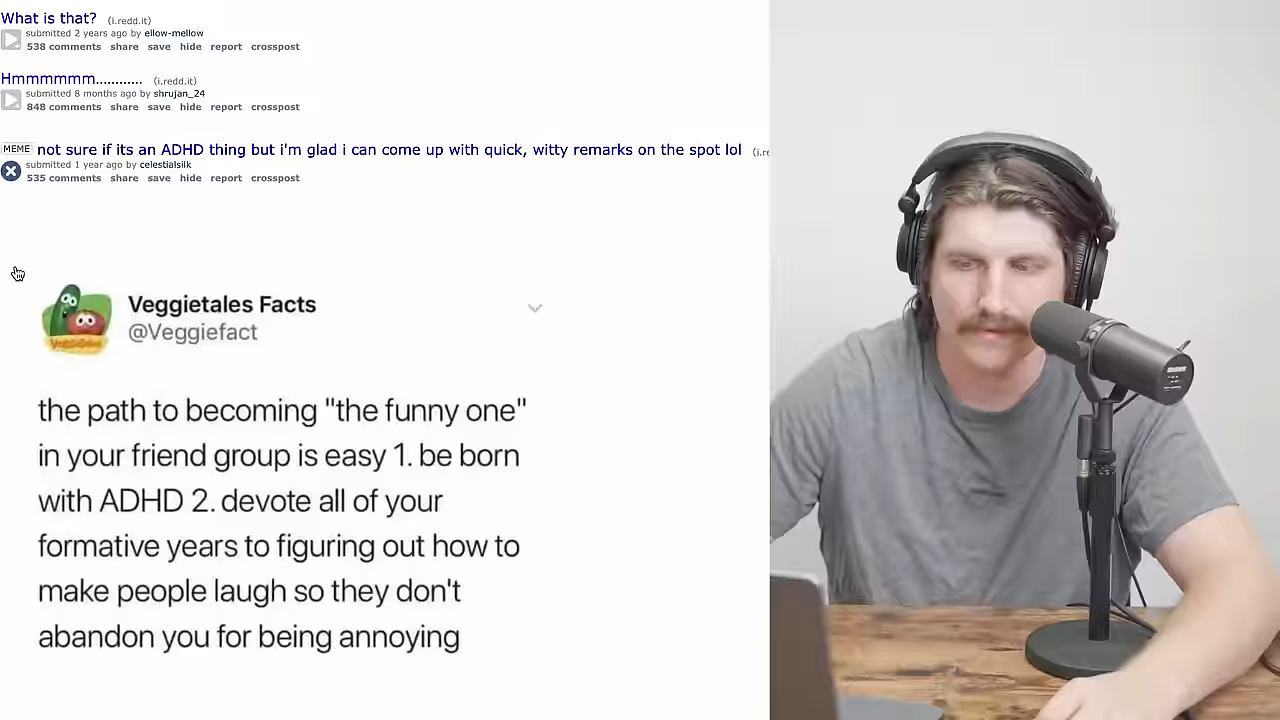 What is that? (i.redd.it)
submitted 2 years ago by ellow-mellow
538 comments share save hide report crosspost
Hmmmmmm............ (i.redd.it)
submitted 8 months ago by shrujan_24
848 comments share save hide report crosspost
MEME not sure if its an ADHD thing but i'm glad i can come up with quick, witty remarks on the spot lol (i.re
submitted 1 year ago by celestialsilk
535 comments share save hide report crosspost
Veggietales Facts
@Veggiefact
the path to becoming "the funny one"
in your friend group is easy 1. be born
with ADHD 2. devote all of your
formative years to figuring out how to
make people laugh so they don't
abandon you for being annoying